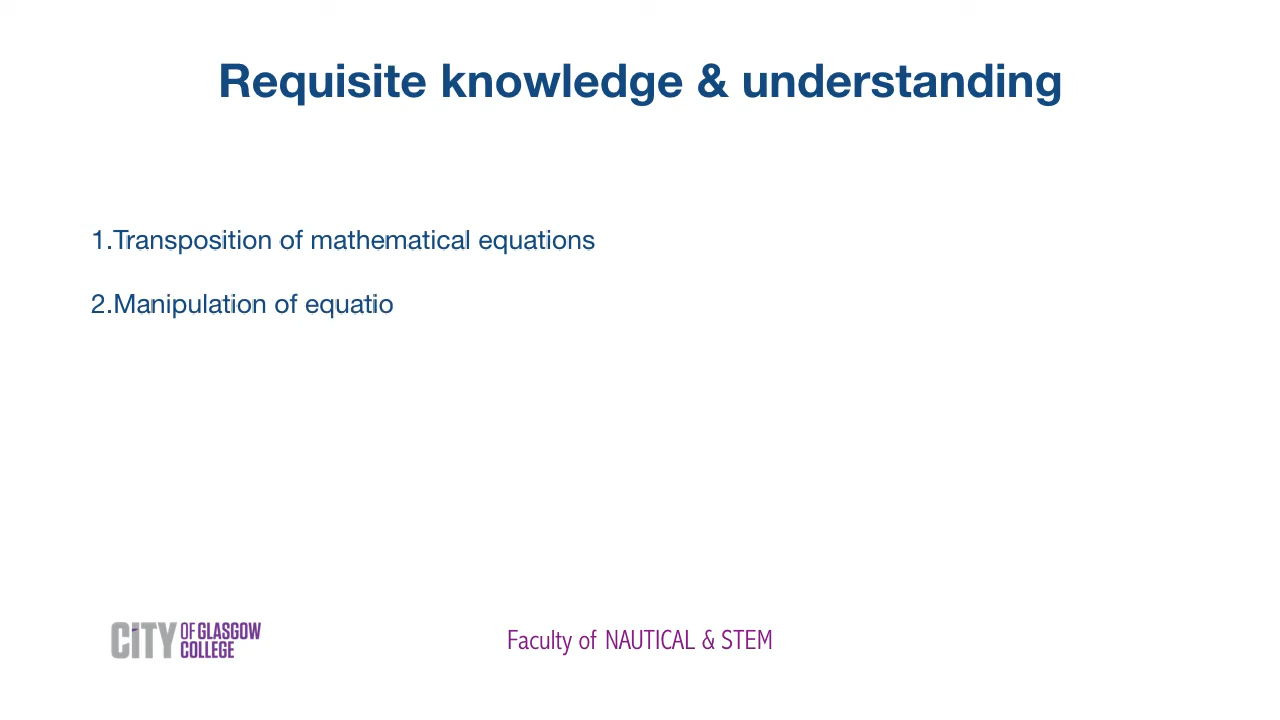 Requisite knowledge & understanding
1.Transposition of mathematical equations
2.Manipulation of equatio
CITY OF GLASGOW COLLEGE
Faculty of NAUTICAL & STEM